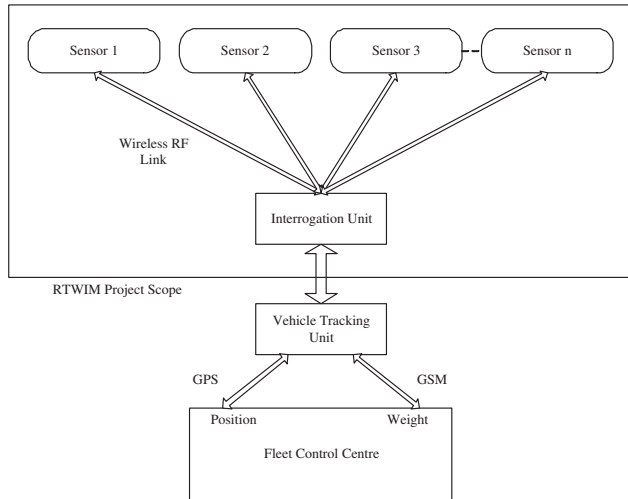 Sensor 1
Sensor 2
Sensor 3
Sensor n
Wireless RF
Link
Interrogation Unit
RTWIM Project Scope
Vehicle Tracking
Unit
GPS
GSM
Position
Weight
Fleet Control Centre